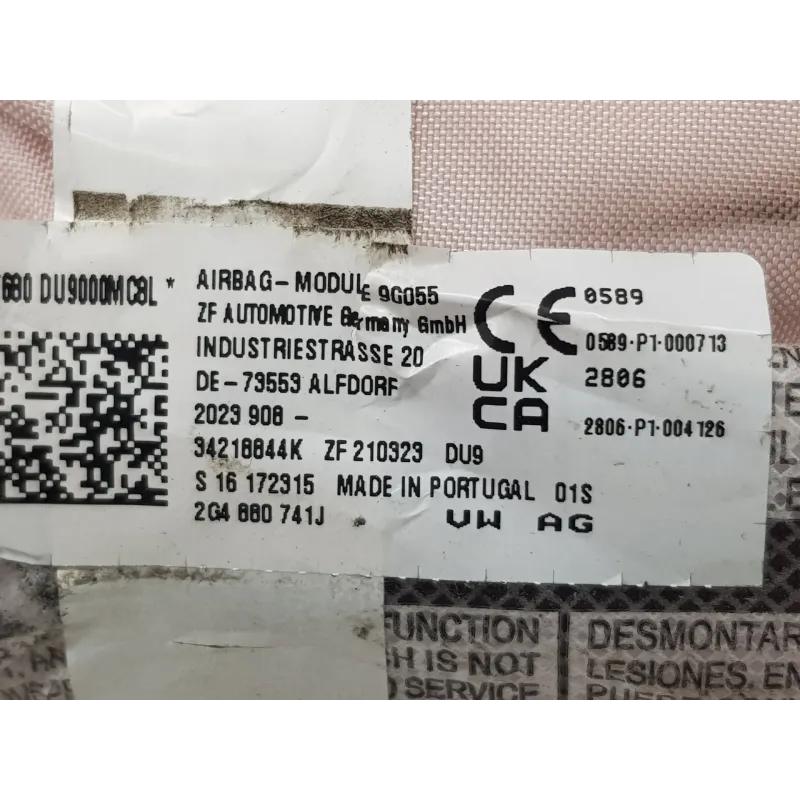 680 DU9000MC8L *
AIRBAG-MODULE 9G055
ZF AUTOMOTIVE Germany GmbH
INDUSTRIESTRASSE 20
DE-73553 ALFDORF
2023 908 -
34218844K ZF 210323 DU9
S 16 172315 MADE IN PORTUGAL 01S
2G4 880 741J VW AG
CE 0589
0589-P1-000713
UK
CA
2806
2806-P1-004126
FUNCTION
IS NOT
SERVICE
DESMONTAR
LESIONES. EN